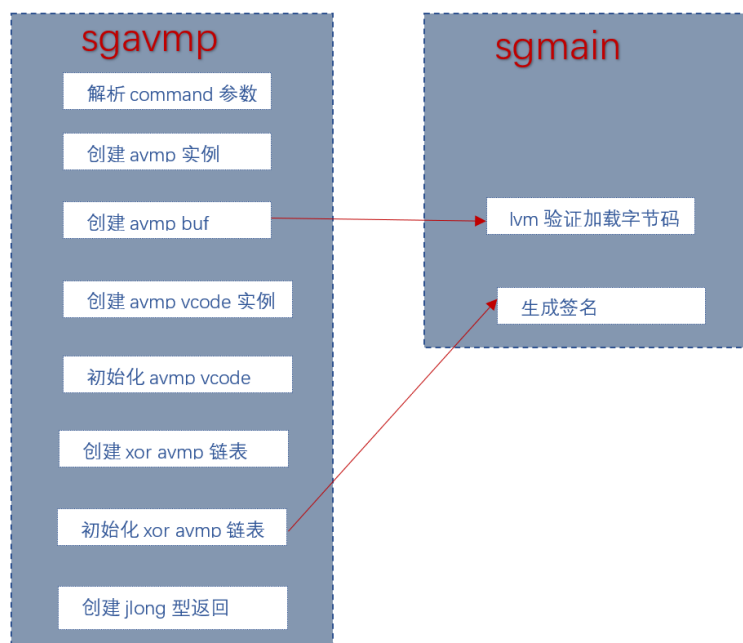 sgavmp
解析 command 参数
创建 avmp 实例
创建 avmp buf
创建 avmp vcode 实例
初始化 avmp vcode
创建 xor avmp 链表
初始化 xor avmp 链表
创建 jlong 型返回
sgmain
lvm 验证加载字节码
生成签名